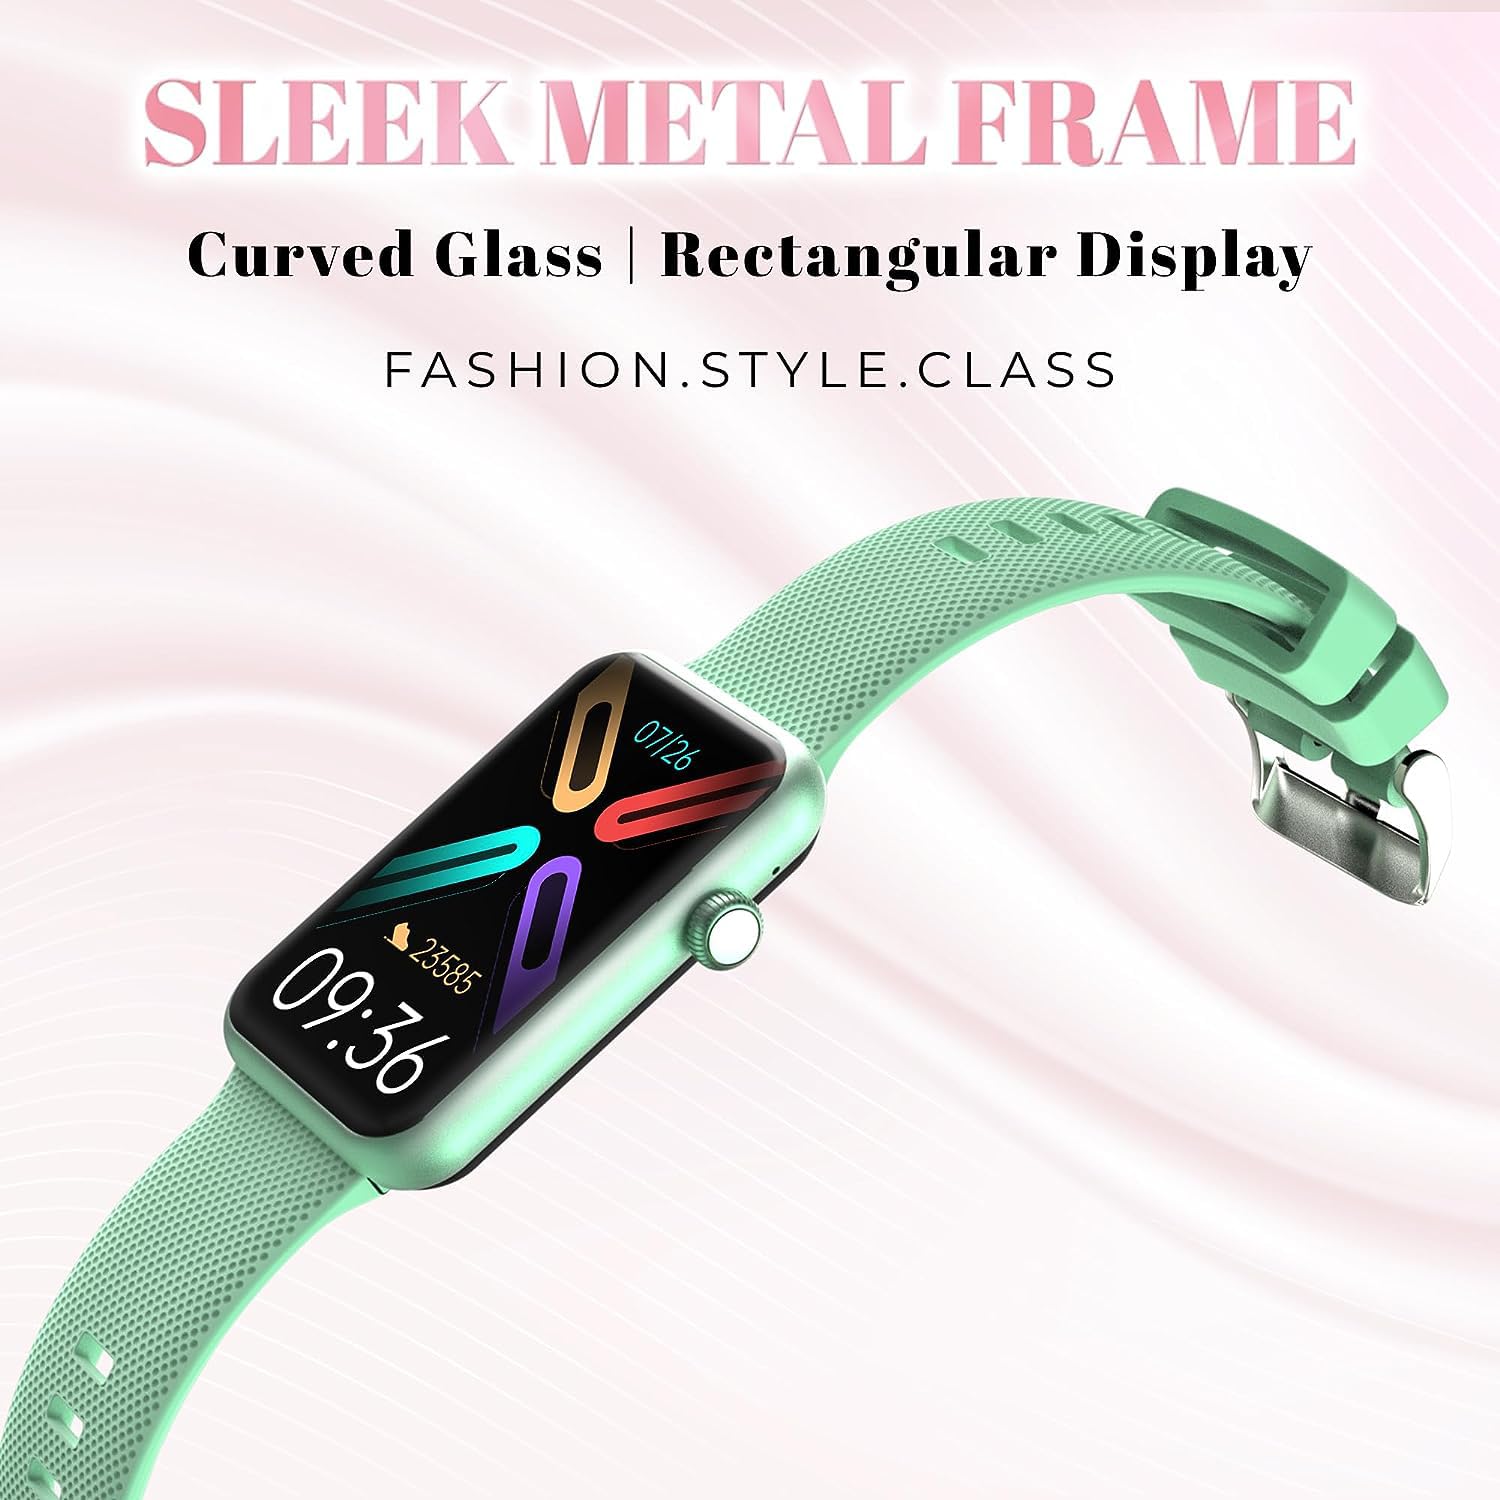 SLEEK METAL FRAME
Curved Glass | Rectangular Display
FASHION.STYLE.CLASS
07/26
23585
09:36